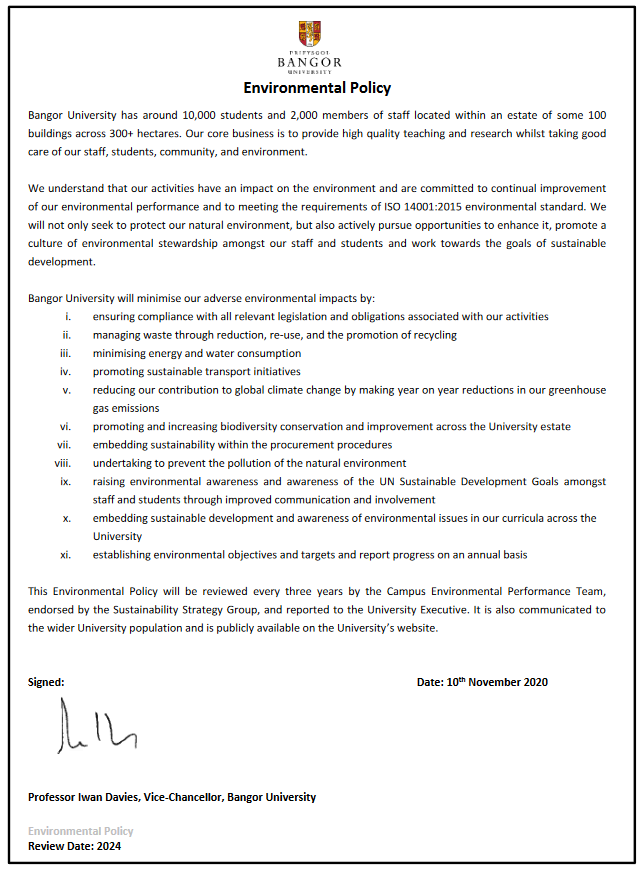 PRIFYSGOL
BANGOR
UNIVERSITY
Environmental Policy
Bangor University has around 10,000 students and 2,000 members of staff located within an estate of some 100
buildings across 300+ hectares. Our core business is to provide high quality teaching and research whilst taking good
care of our staff, students, community, and environment.
We understand that our activities have an impact on the environment and are committed to continual improvement
of our environmental performance and to meeting the requirements of ISO 14001:2015 environmental standard. We
will not only seek to protect our natural environment, but also actively pursue opportunities to enhance it, promote a
culture of environmental stewardship amongst our staff and students and work towards the goals of sustainable
development.
Bangor University will minimise our adverse environmental impacts by:
i. ensuring compliance with all relevant legislation and obligations associated with our activities
ii. managing waste through reduction, re-use, and the promotion of recycling
iii. minimising energy and water consumption
iv. promoting sustainable transport initiatives
v. reducing our contribution to global climate change by making year on year reductions in our greenhouse
gas emissions
vi. promoting and increasing biodiversity conservation and improvement across the University estate
vii. embedding sustainability within the procurement procedures
viii. undertaking to prevent the pollution of the natural environment
ix. raising environmental awareness and awareness of the UN Sustainable Development Goals amongst
staff and students through improved communication and involvement
x. embedding sustainable development and awareness of environmental issues in our curricula across the
University
xi. establishing environmental objectives and targets and report progress on an annual basis
This Environmental Policy will be reviewed every three years by the Campus Environmental Performance Team,
endorsed by the Sustainability Strategy Group, and reported to the University Executive. It is also communicated to
the wider University population and is publicly available on the University's website.
Signed: Date: 10th November 2020
Professor Iwan Davies, Vice-Chancellor, Bangor University
Environmental Policy
Review Date: 2024